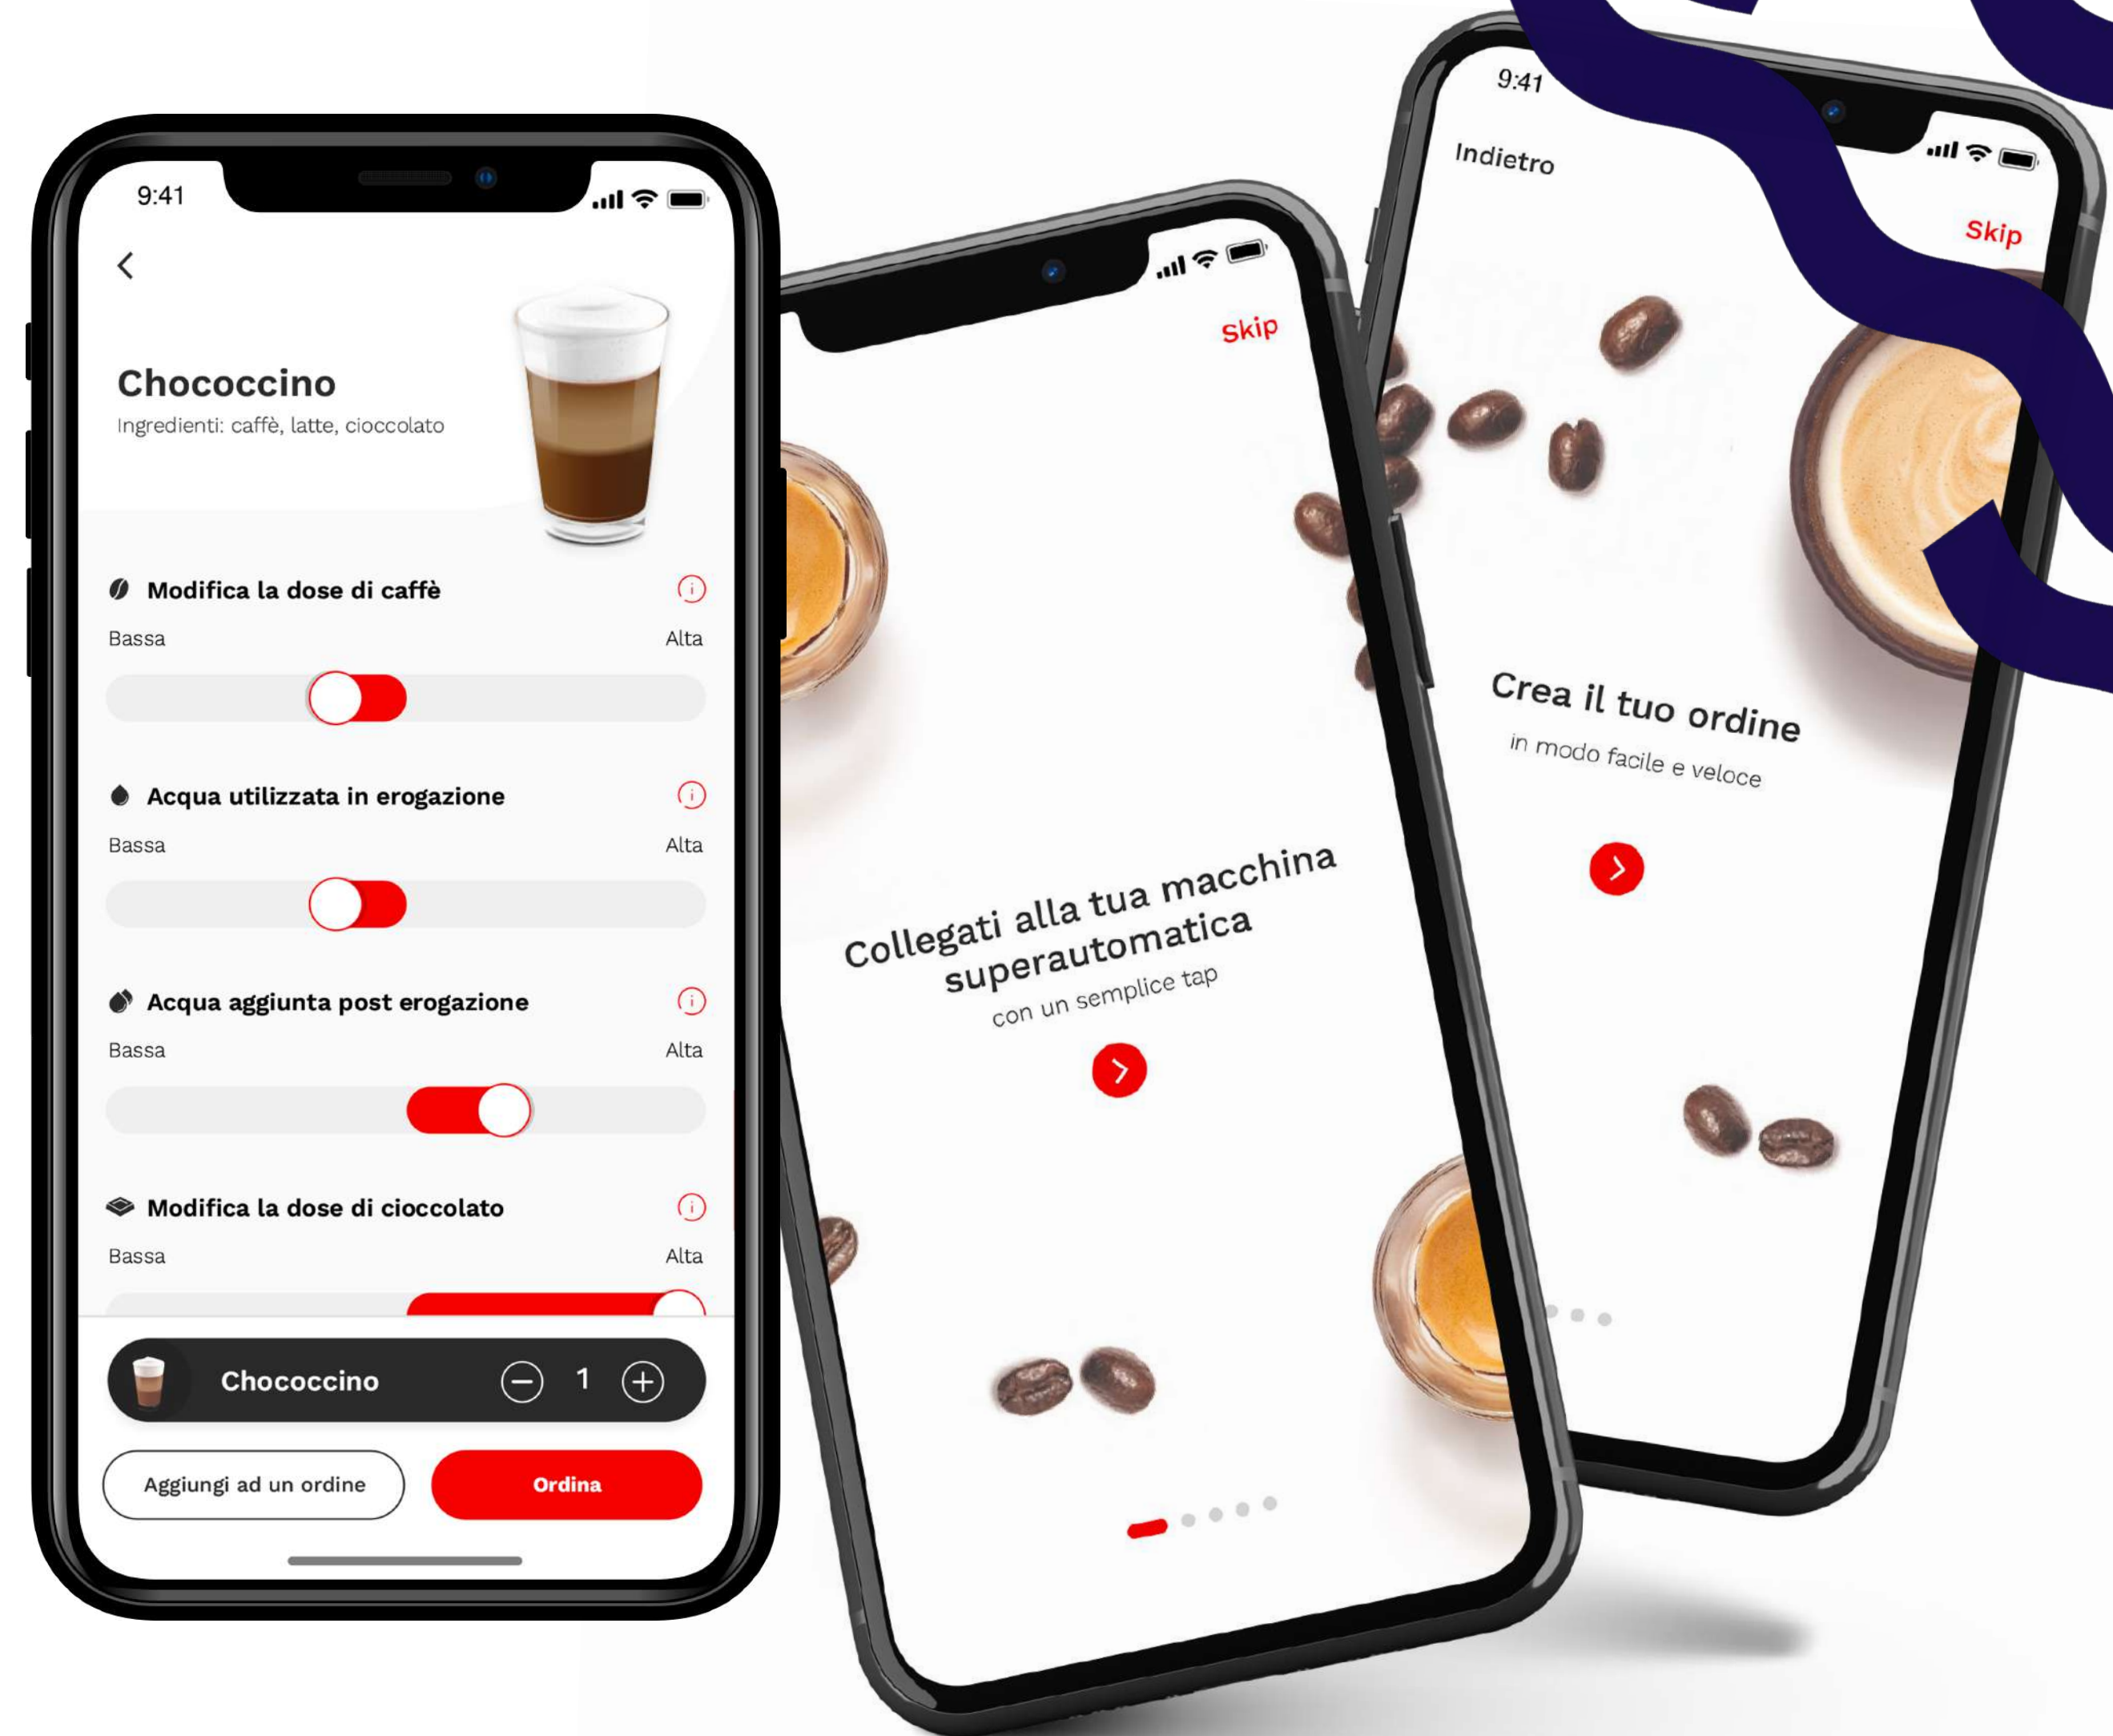 9:41
Chococcino
Ingredienti: caffè, latte, cioccolato
Modifica la dose di caffè
Bassa
Alta
Acqua utilizzata in erogazione
Bassa
Alta
Acqua aggiunta post erogazione
Bassa
Alta
Modifica la dose di cioccolato
Bassa
Alta
Chococcino
1
Aggiungi ad un ordine
Ordina
Skip
Collegati alla tua macchina
superautomatica
con un semplice tap
9:41
Indietro
Skip
Crea il tuo ordine
in modo facile e veloce